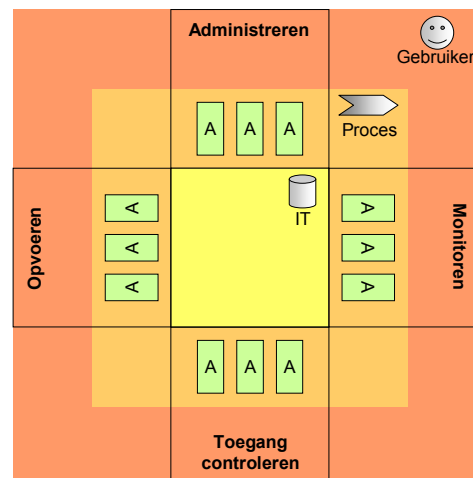 Administreren
Gebruiker
A A A
Proces
IT
Opvoeren
A
A
A
A
A
A
Monitoren
A A A
Toegang
controleren